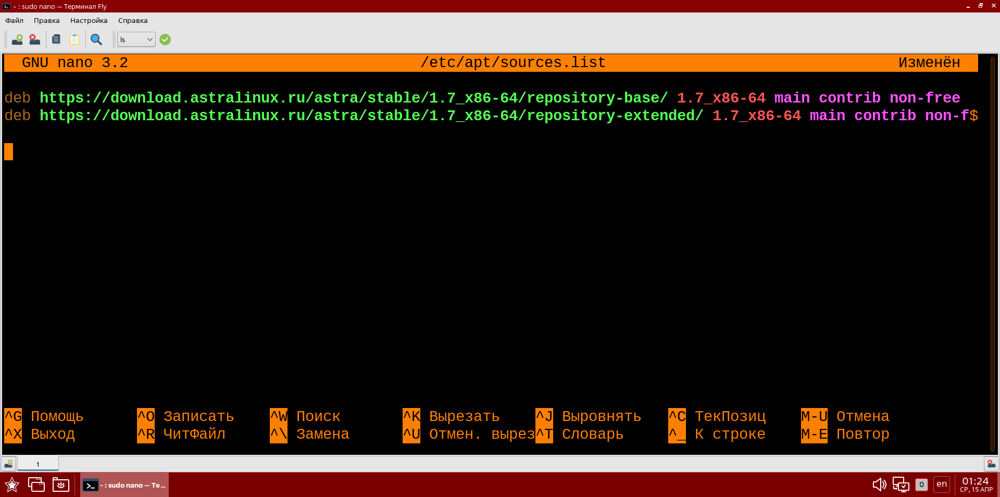 - : sudo nano — Терминал Fly
Файл Правка Настройка Справка
ls
GNU nano 3.2 /etc/apt/sources.list Изменён
deb https://download.astralinux.ru/astra/stable/1.7_x86-64/repository-base/ 1.7_x86-64 main contrib non-free
deb https://download.astralinux.ru/astra/stable/1.7_x86-64/repository-extended/ 1.7_x86-64 main contrib non-f$
^G Помощь ^O Записать ^W Поиск ^K Вырезать ^J Выровнять ^C ТекПозиц M-U Отмена
^X Выход ^R ЧитФайл ^\ Замена ^U Отмен. вырез ^T Словарь ^_ К строке M-E Повтор
1
- : sudo nano — Те... 0 en 01:24
СР, 15 АПР